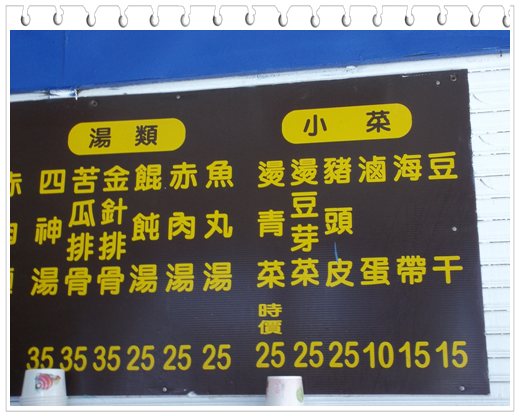 小菜
豆干
15
海帶
15
滷蛋
10
豬頭皮
25
燙豆芽菜
25
燙青菜
時價
25
湯類
魚丸湯
25
赤肉湯
25
餛飩湯
25
金針排骨
35
苦瓜排骨
35
四神湯
35